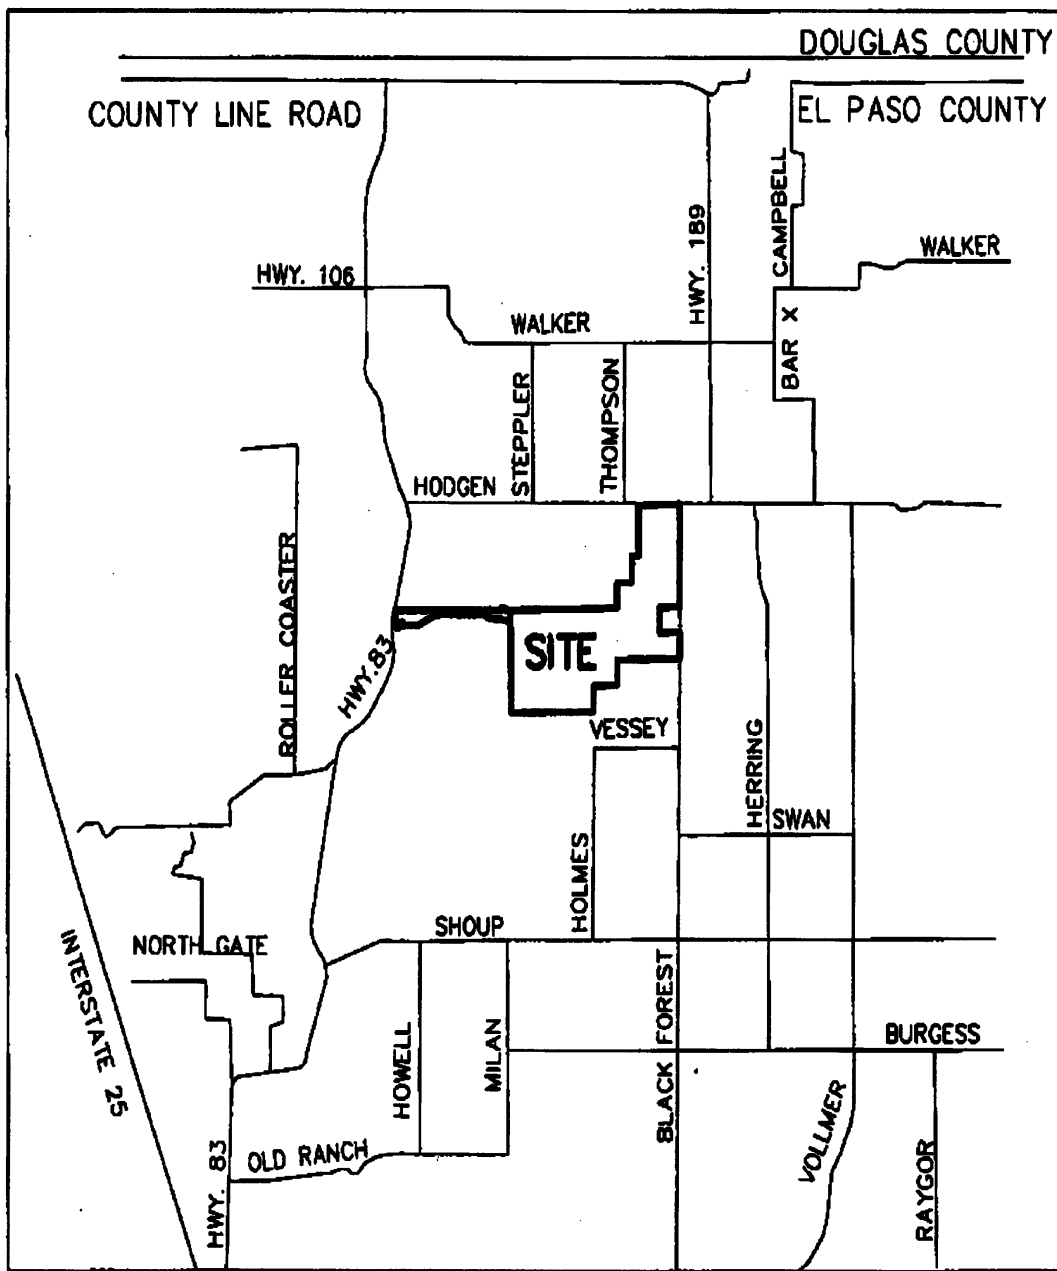 DOUGLAS COUNTY
COUNTY LINE ROAD
EL PASO COUNTY
CAMPBELL
HWY. 189
WALKER
HWY. 106
WALKER
BAR X
STEPPLER
THOMPSON
HODGEN
ROLLER COASTER
SITE
HWY.83
VESSEY
HERRING
SWAN
HOLMES
SHOUP
NORTH GATE
INTERSTATE 25
BLACK FOREST
HOWELL
MILAN
BURGESS
VOLLMER
OLD RANCH
HWY. 83
RAYGOR